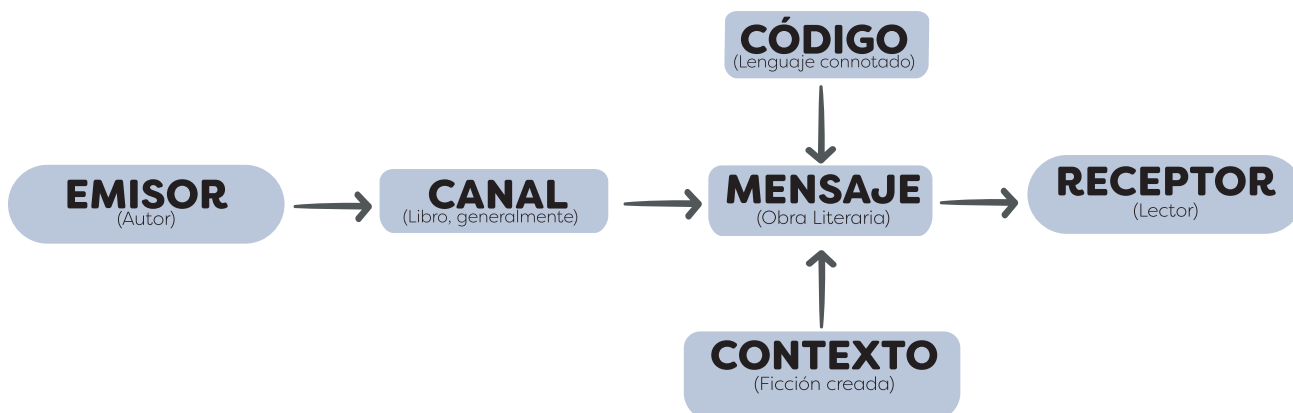 CÓDIGO
(Lenguaje connotado)
EMISOR
(Autor)
CANAL
(Libro, generalmente)
MENSAJE
(Obra Literaria)
RECEPTOR
(Lector)
CONTEXTO
(Ficción creada)